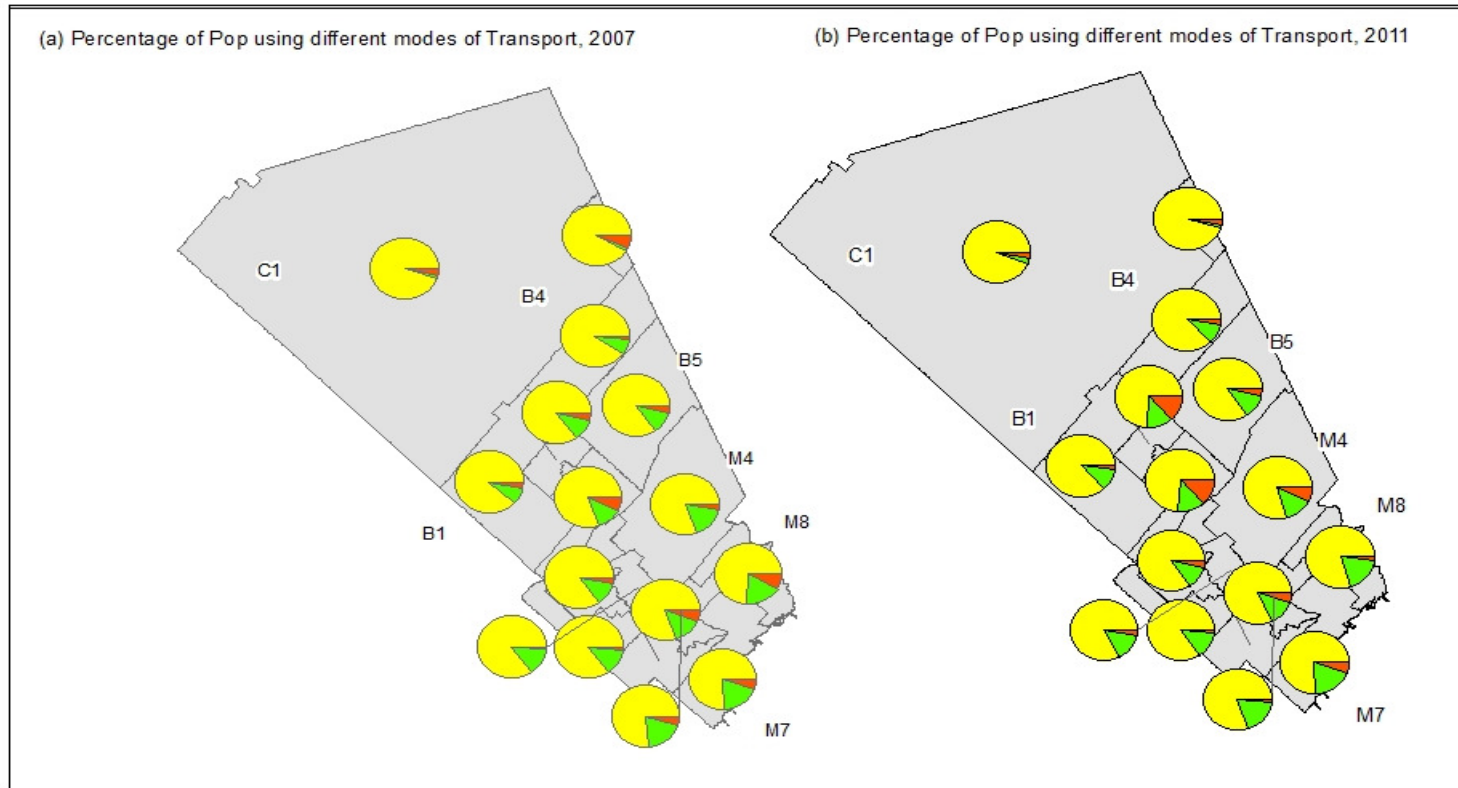 (a) Percentage of Pop using different modes of Transport, 2007
(b) Percentage of Pop using different modes of Transport, 2011
C1
B4
B5
M4
M8
B1
M7
C1
B4
B5
B1
M4
M8
M7